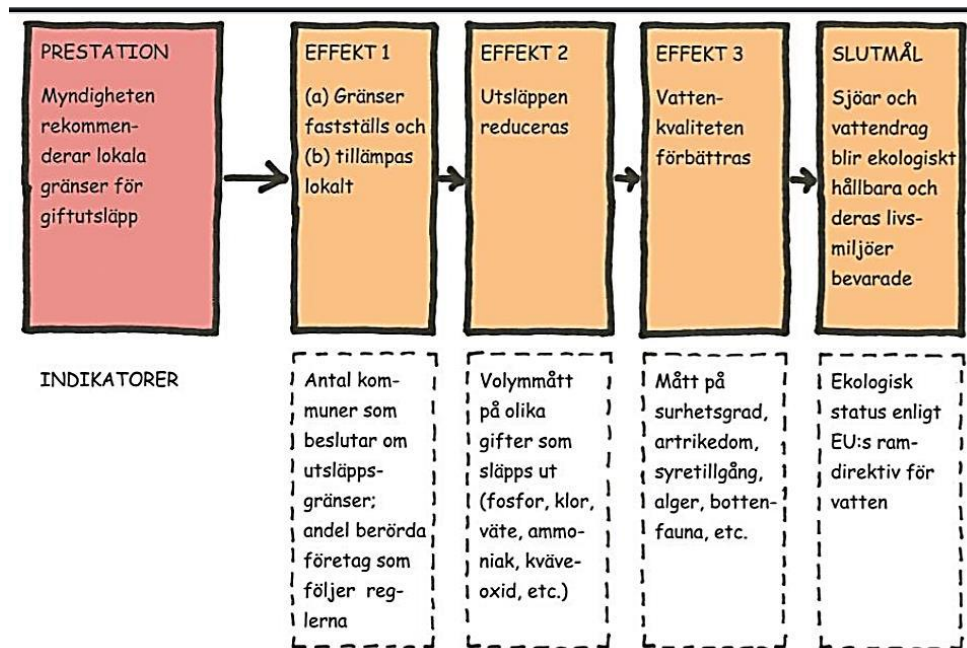 PRESTATION
Myndigheten
rekommen-
derar lokala
gränser för
giftutsläpp
EFFEKT 1
(a) Gränser
fastställs och
(b) tillämpas
lokalt
EFFEKT 2
Utsläppen
reduceras
EFFEKT 3
Vatten-
kvaliteten
förbättras
SLUTMÅL
Sjöar och
vattendrag
blir ekologiskt
hållbara och
deras livs-
miljöer
bevarade
INDIKATORER
Antal kom-
muner som
beslutar om
utsläpps-
gränser;
andel berörda
företag som
följer reg-
lerna
Volymmått
på olika
gifter som
släpps ut
(fosfor, klor,
väte, ammo-
niak, kväve-
oxid, etc.)
Mått på
surhetsgrad,
artrikedom,
syretillgång,
alger, botten-
fauna, etc.
Ekologisk
status enligt
EU:s ram-
direktiv för
vatten